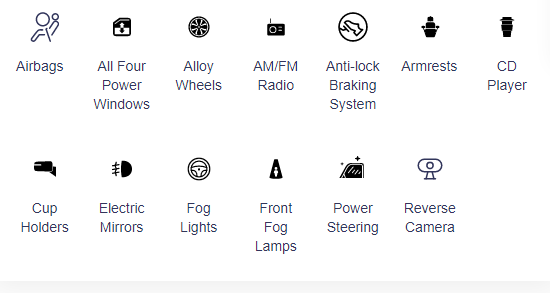 Airbags
All Four Power Windows
Alloy Wheels
AM/FM Radio
Anti-lock Braking System
Armrests
CD Player
Cup Holders
Electric Mirrors
Fog Lights
Front Fog Lamps
Power Steering
Reverse Camera